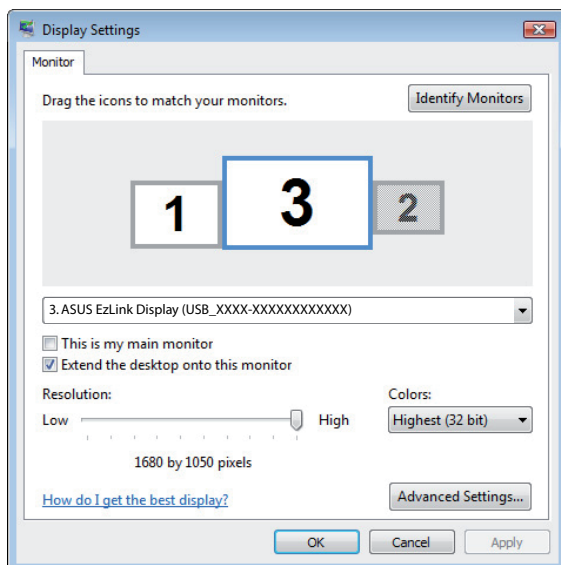 Display Settings
Monitor
Drag the icons to match your monitors.
Identify Monitors
1 3 2
3. ASUS EzLink Display (USB_XXXX-XXXXXXXXXXXX)
This is my main monitor
Extend the desktop onto this monitor
Resolution: Colors:
Low High Highest (32 bit)
1680 by 1050 pixels
How do I get the best display? Advanced Settings...
OK Cancel Apply